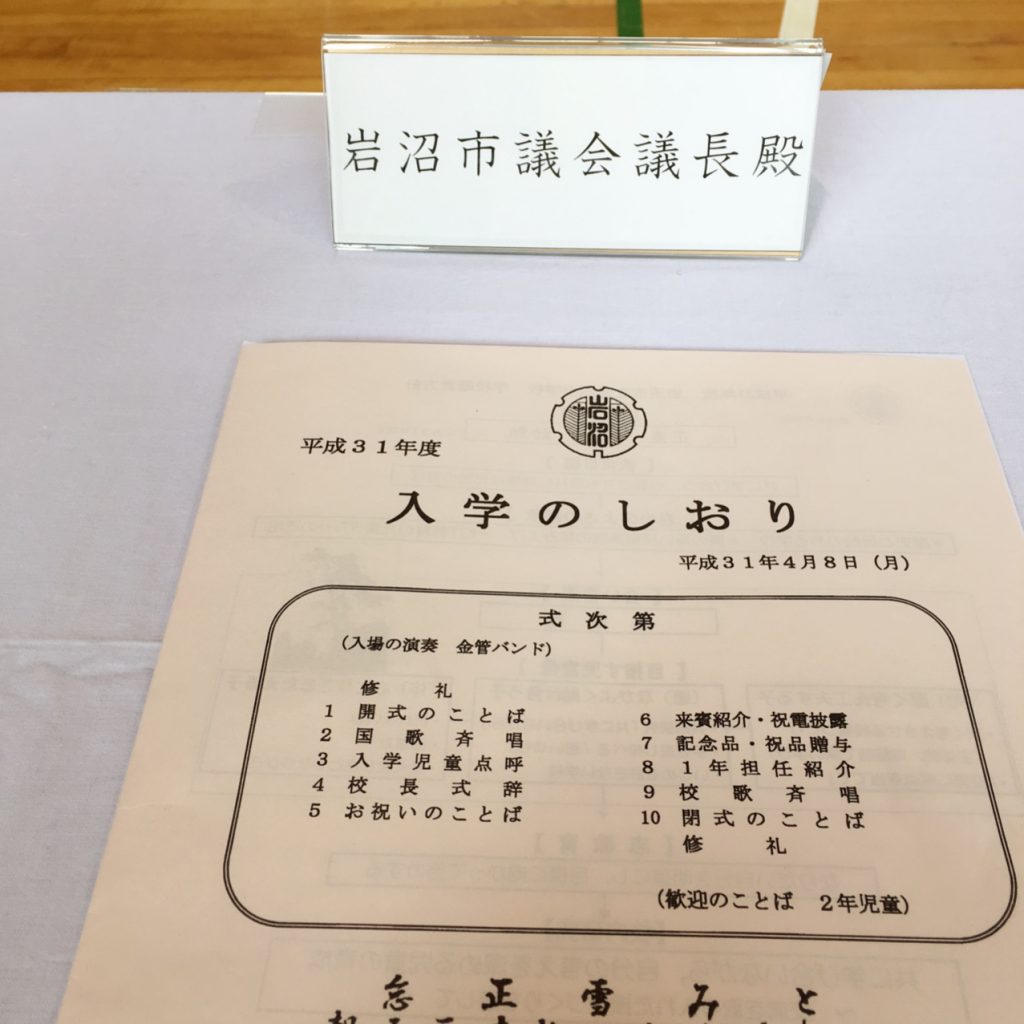 岩沼市議会議長殿
岩沼
平成３１年度
入学のしおり
平成３１年４月８日（月）
式次第
（入場の演奏　金管バンド）
修礼
１ 開式のことば
２ 国歌斉唱
３ 入学児童点呼
４ 校長式辞
５ お祝いのことば
６ 来賓紹介・祝電披露
７ 記念品・祝品贈与
８ １年担任紹介
９ 校歌斉唱
10 閉式のことば
修礼
（歓迎のことば　２年児童）